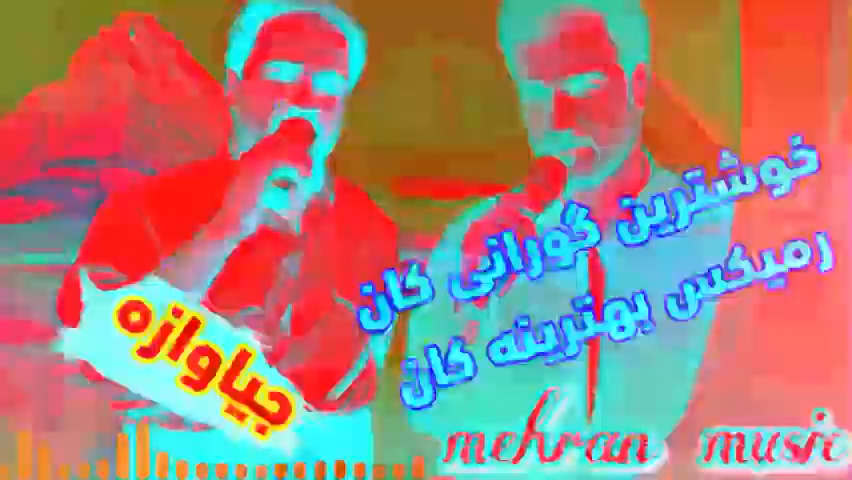 خوشترین گورانی کان
رمیکس بهترینه کان
جیاوازه
mehran music